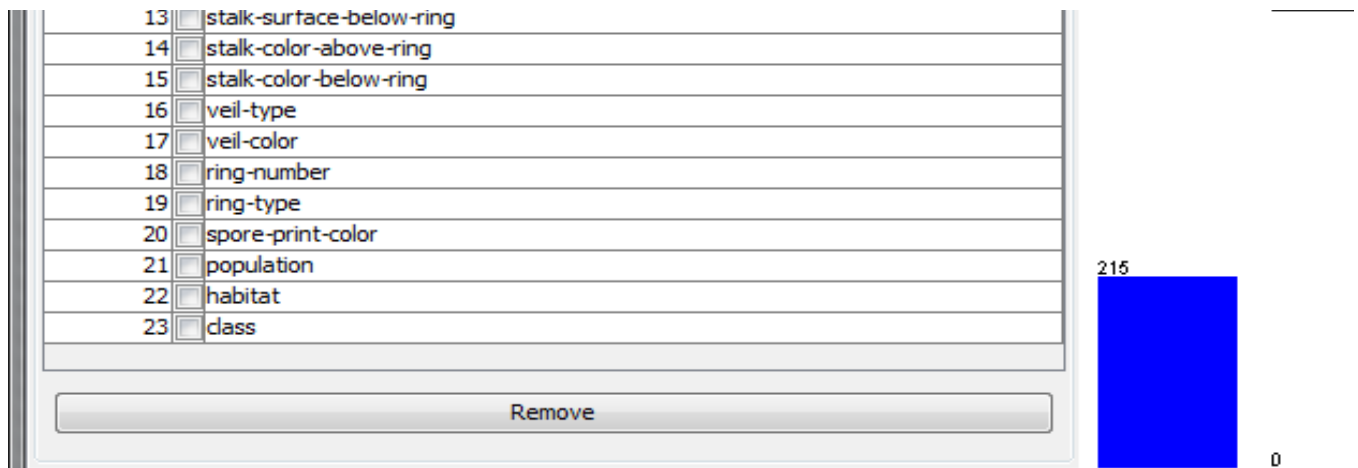 13 stalk-surface-below-ring
14 stalk-color-above-ring
15 stalk-color-below-ring
16 veil-type
17 veil-color
18 ring-number
19 ring-type
20 spore-print-color
21 population
22 habitat
23 class
Remove
215
0